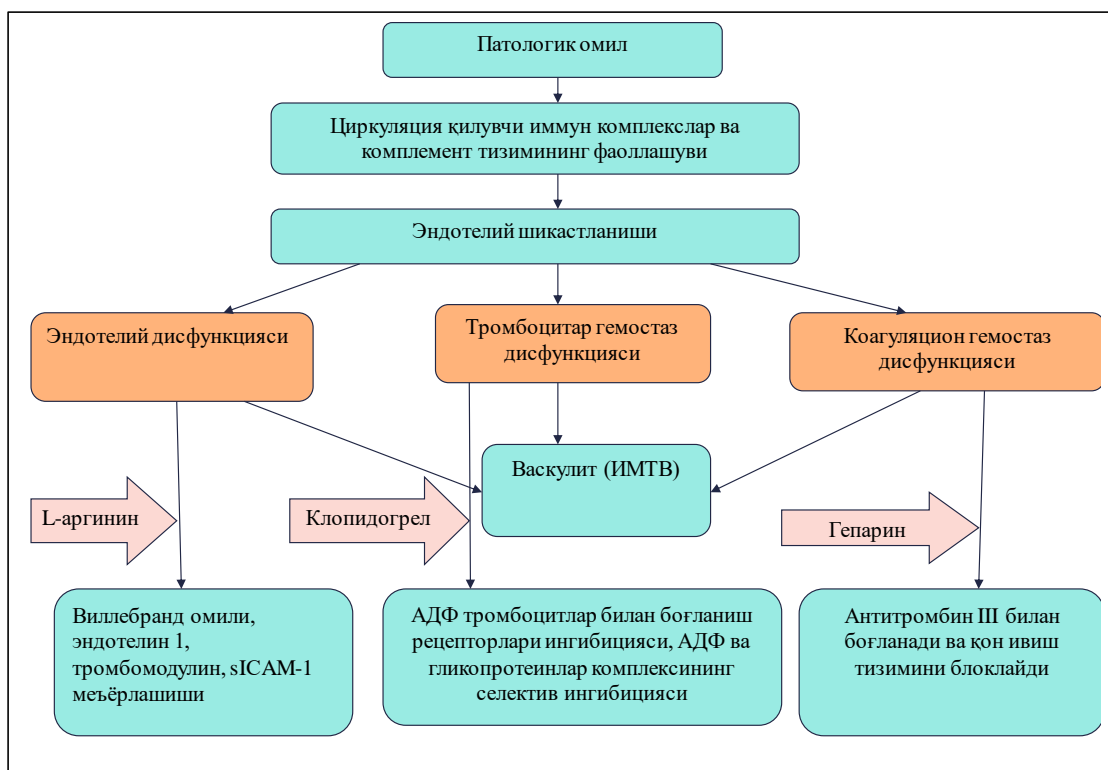 Патологик омил
Циркуляция қилувчи иммун комплекслар ва
комплемент тизимининг фаоллашуви
Эндотелий шикастланиши
Эндотелий дисфункцияси
Тромбоцитар гемостаз
дисфункцияси
Коагуляцион гемостаз
дисфункцияси
Васкулит (ИМТВ)
L-аргинин
Клопидогрел
Гепарин
Виллебранд омили,
эндотелин 1,
тромбомодулин, sICAM-1
меъёрлашиши
АДФ тромбоцитлар билан боғланиш
рецепторлари ингибицияси, АДФ ва
гликопротеинлар комплексининг
селектив ингибицияси
Антитромбин III билан
боғланади ва қон ивиш
тизимини блоклайди